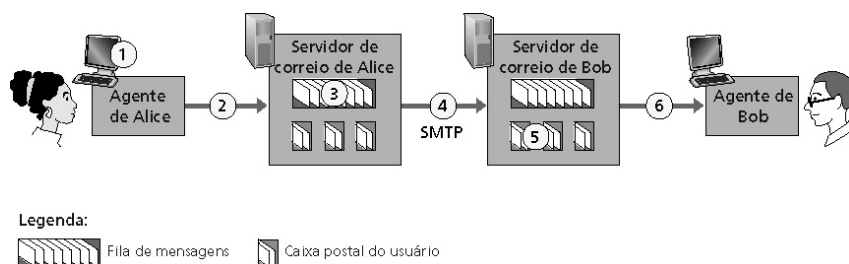 1
Agente
de Alice
2
Servidor de
correio de Alice
3
4
SMTP
Servidor de
correio de Bob
5
6
Agente de
Bob
Legenda:
Fila de mensagens
Caixa postal do usuário